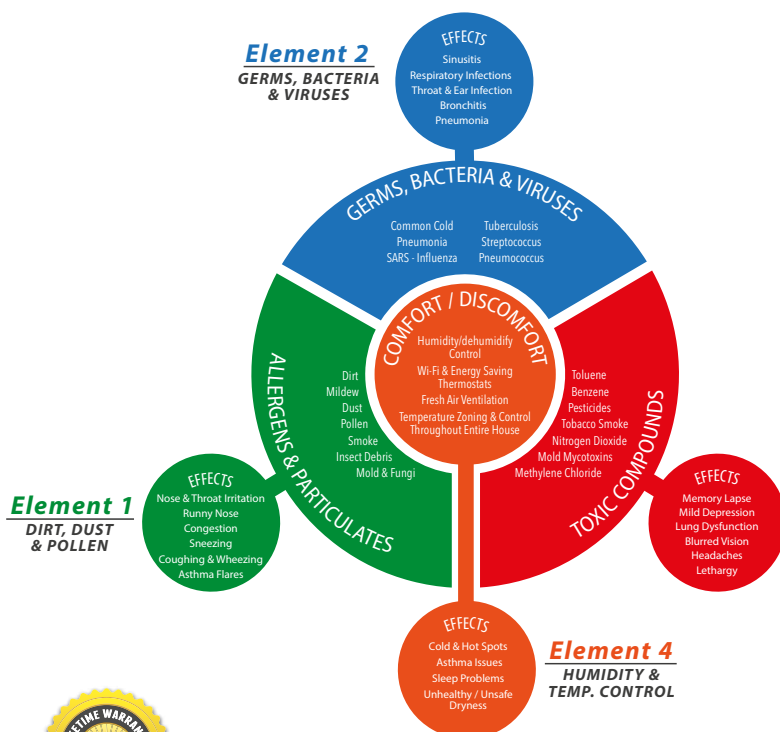 Element 2
GERMS, BACTERIA
& VIRUSES
EFFECTS
Sinusitis
Respiratory Infections
Throat & Ear Infection
Bronchitis
Pneumonia
GERMS, BACTERIA & VIRUSES
Common Cold
Pneumonia
SARS - Influenza
Tuberculosis
Streptococcus
Pneumococcus
COMFORT / DISCOMFORT
Humidity/dehumidify
Control
Wi-Fi & Energy Saving
Thermostats
Fresh Air Ventilation
Temperature Zoning & Control
Throughout Entire House
ALLERGENS & PARTICULATES
Dirt
Mildew
Dust
Pollen
Smoke
Insect Debris
Mold & Fungi
TOXIC COMPOUNDS
Toluene
Benzene
Pesticides
Tobacco Smoke
Nitrogen Dioxide
Mold Mycotoxins
Methylene Chloride
Element 1
DIRT, DUST
& POLLEN
EFFECTS
Nose & Throat Irritation
Runny Nose
Congestion
Sneezing
Coughing & Wheezing
Asthma Flares
EFFECTS
Memory Lapse
Mild Depression
Lung Dysfunction
Blurred Vision
Headaches
Lethargy
EFFECTS
Cold & Hot Spots
Asthma Issues
Sleep Problems
Unhealthy / Unsafe
Dryness
Element 4
HUMIDITY &
TEMP. CONTROL